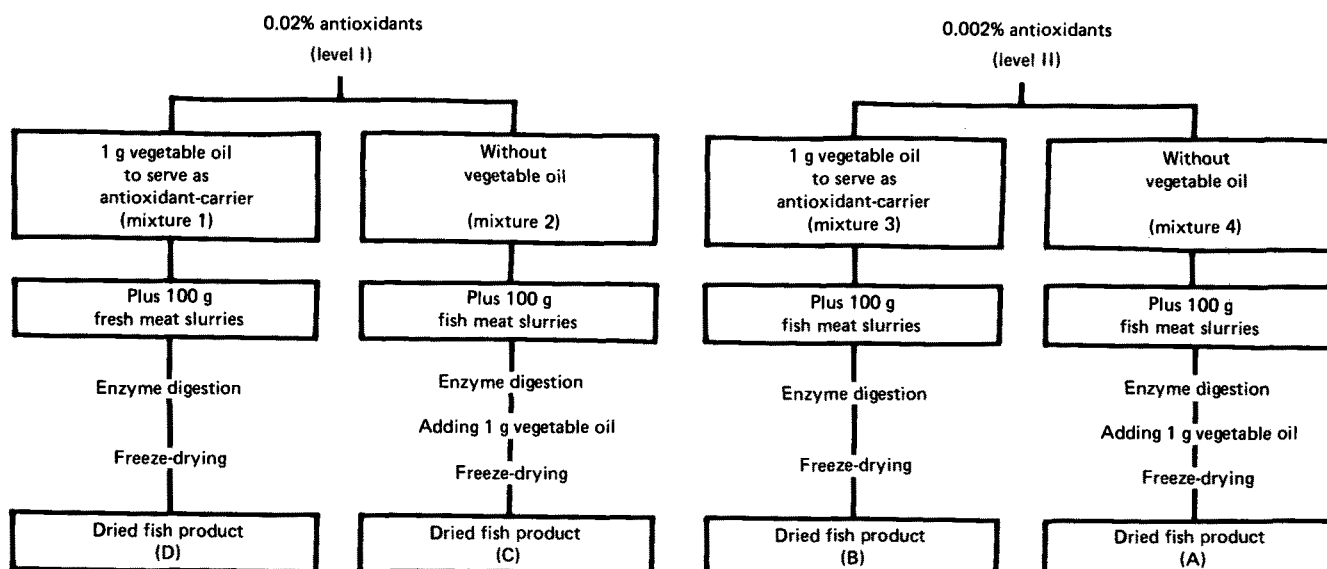 0.02% antioxidants
(level I)
0.002% antioxidants
(level II)
1 g vegetable oil
to serve as
antioxidant-carrier
(mixture 1)
Without
vegetable oil
(mixture 2)
1 g vegetable oil
to serve as
antioxidant-carrier
(mixture 3)
Without
vegetable oil
(mixture 4)
Plus 100 g
fresh meat slurries
Plus 100 g
fish meat slurries
Plus 100 g
fish meat slurries
Plus 100 g
fish meat slurries
Enzyme digestion
Freeze-drying
Enzyme digestion
Adding 1 g vegetable oil
Freeze-drying
Enzyme digestion
Freeze-drying
Enzyme digestion
Adding 1 g vegetable oil
Freeze-drying
Dried fish product
(D)
Dried fish product
(C)
Dried fish product
(B)
Dried fish product
(A)